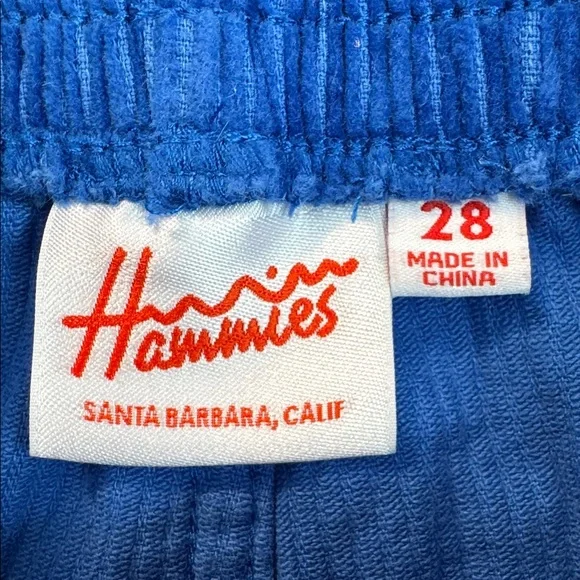 Hammies
SANTA BARBARA, CALIF
28
MADE IN
CHINA